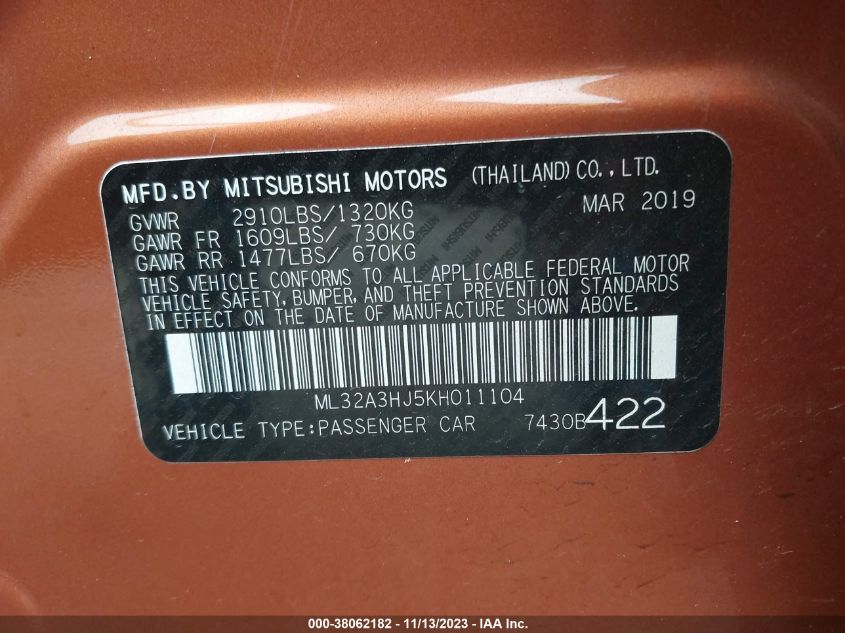 MFD.BY MITSUBISHI MOTORS (THAILAND)CO.,LTD.
GVWR 2910LBS/1320KG MAR 2019
GAWR FR 1609LBS/ 730KG
GAWR RR 1477LBS/ 670KG
THIS VEHICLE CONFORMS TO ALL APPLICABLE FEDERAL MOTOR
VEHICLE SAFETY, BUMPER, AND THEFT PREVENTION STANDARDS
IN EFFECT ON THE DATE OF MANUFACTURE SHOWN ABOVE.
ML32A3HJ5KH011104
VEHICLE TYPE:PASSENGER CAR 7430B422
000-38062182 - 11/13/2023 - IAA Inc.